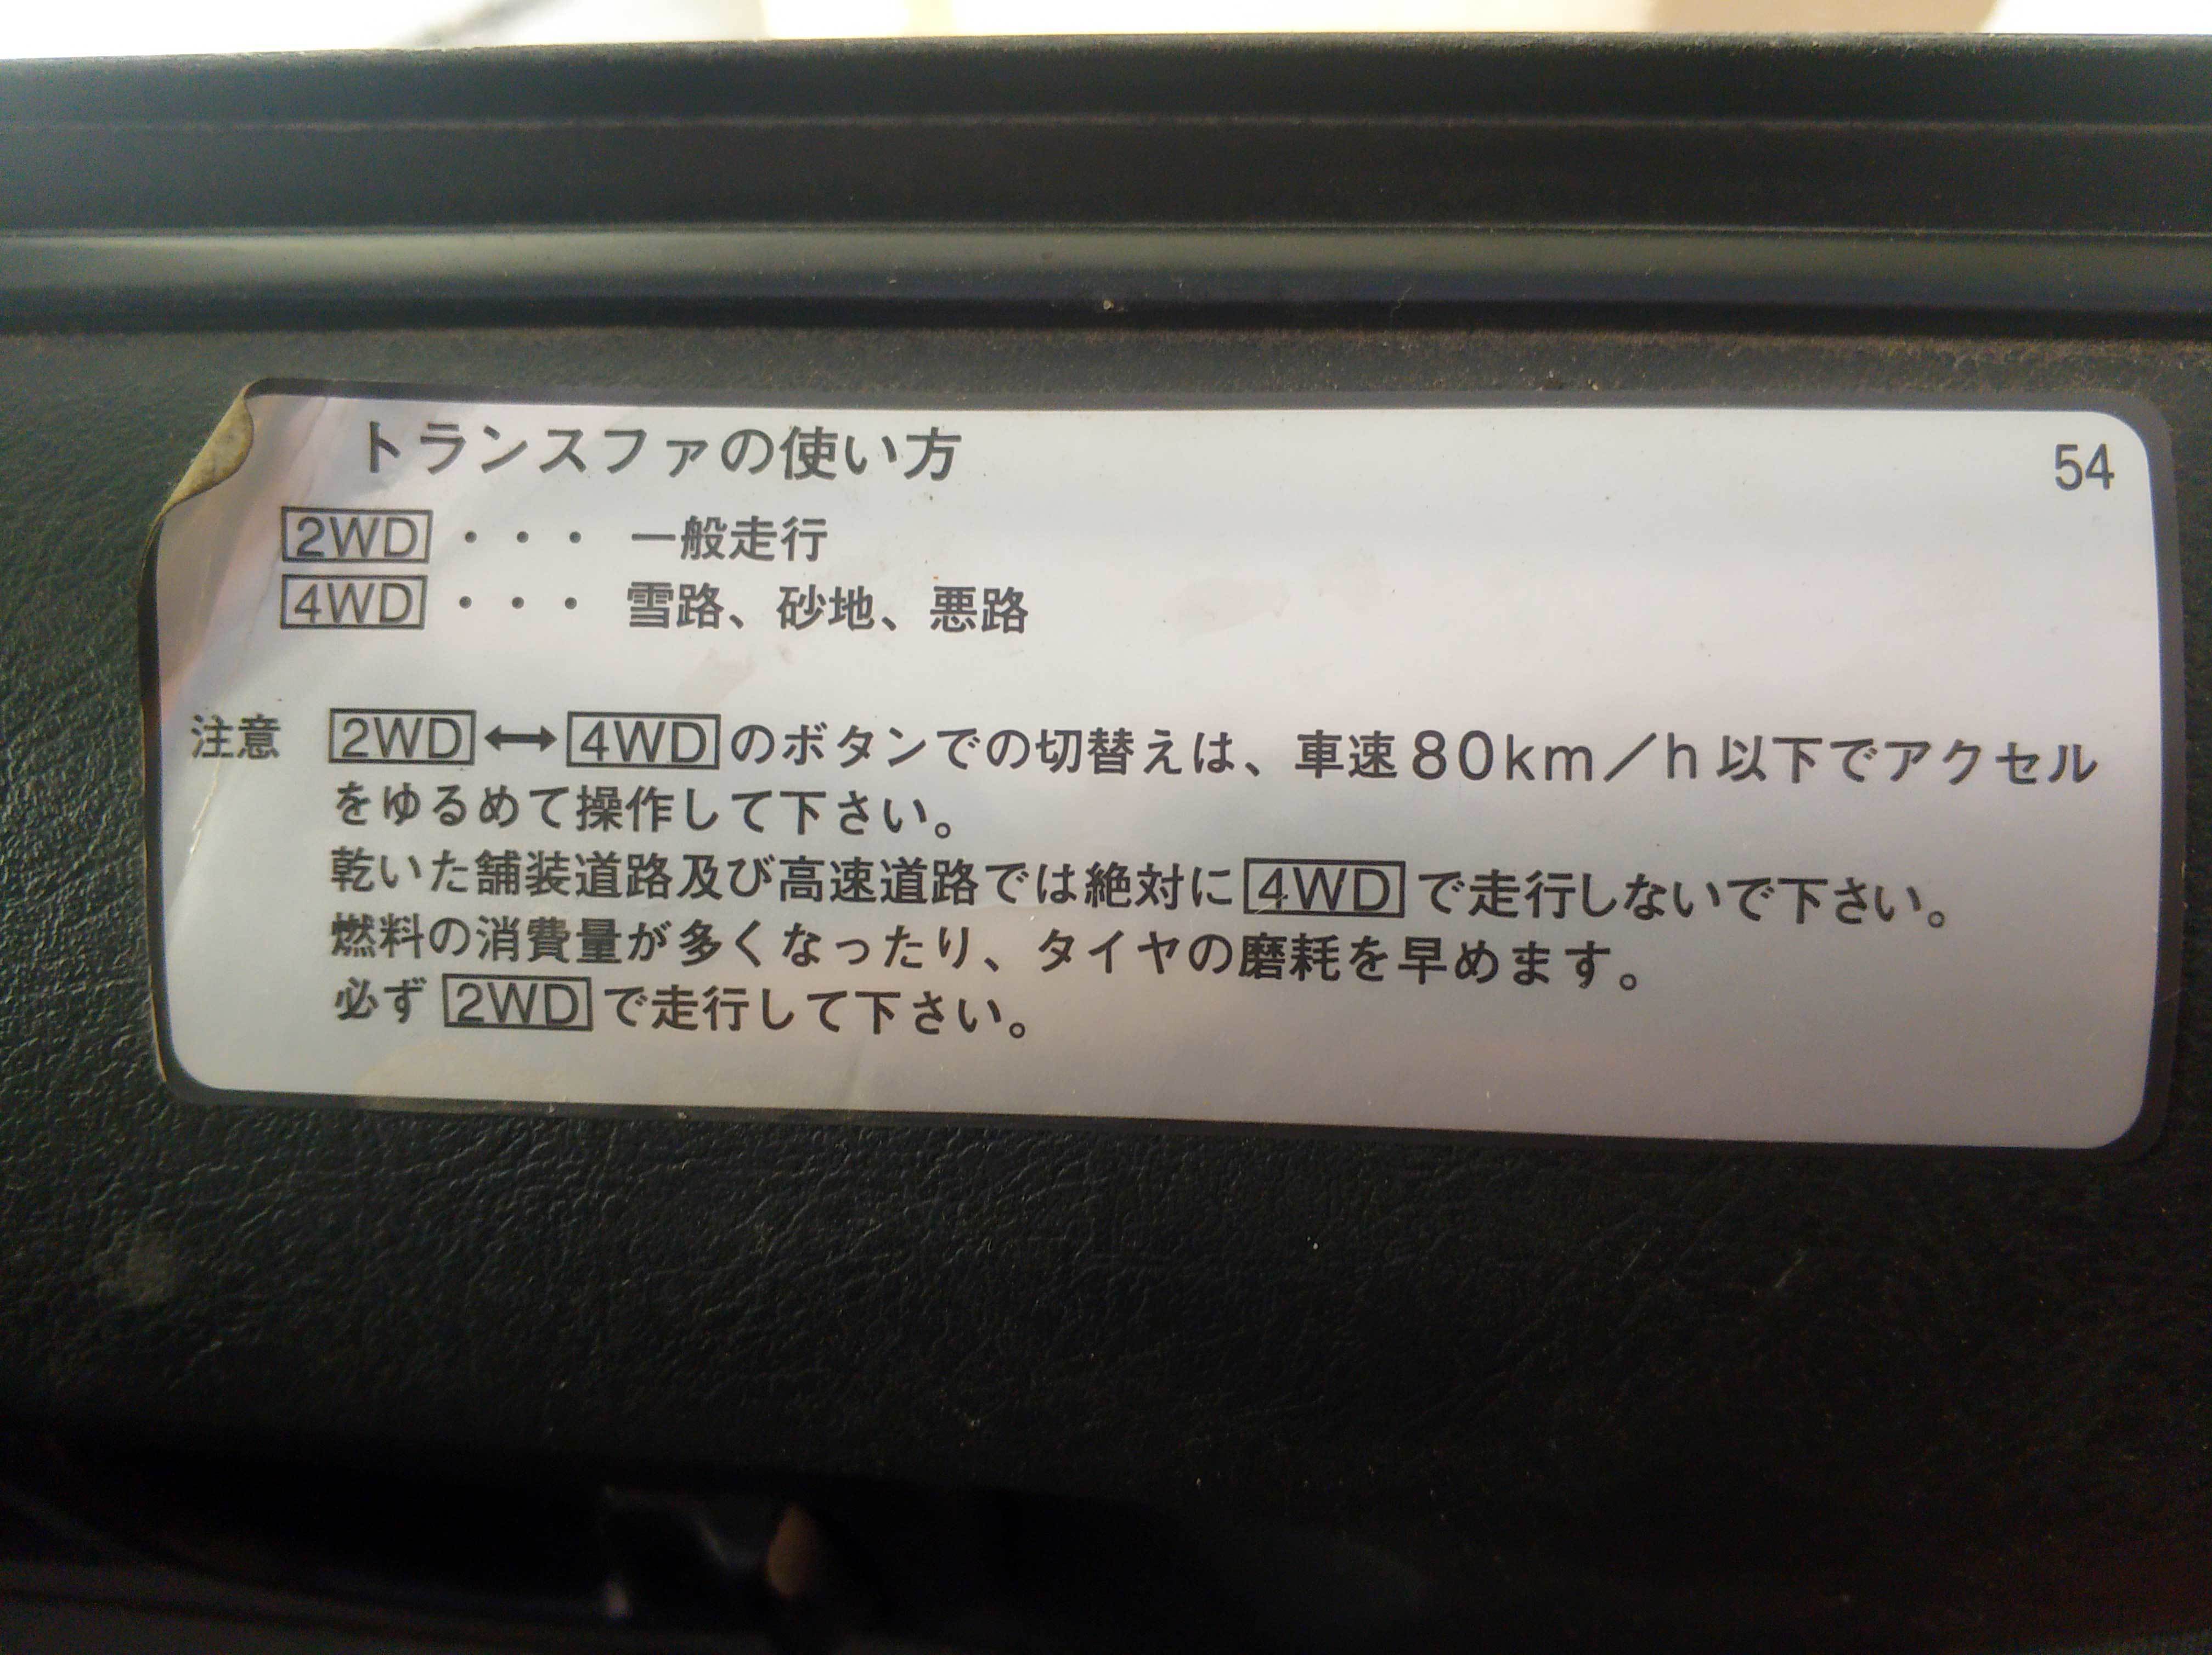 トランスファの使い方
54
2WD ・・・ 一般走行
4WD ・・・ 雪路、砂地、悪路
注意 2WD ↔ 4WD のボタンでの切替えは、車速80km/h以下でアクセル
をゆるめて操作して下さい。
乾いた舗装道路及び高速道路では絶対に 4WD で走行しないで下さい。
燃料の消費量が多くなったり、タイヤの磨耗を早めます。
必ず 2WD で走行して下さい。